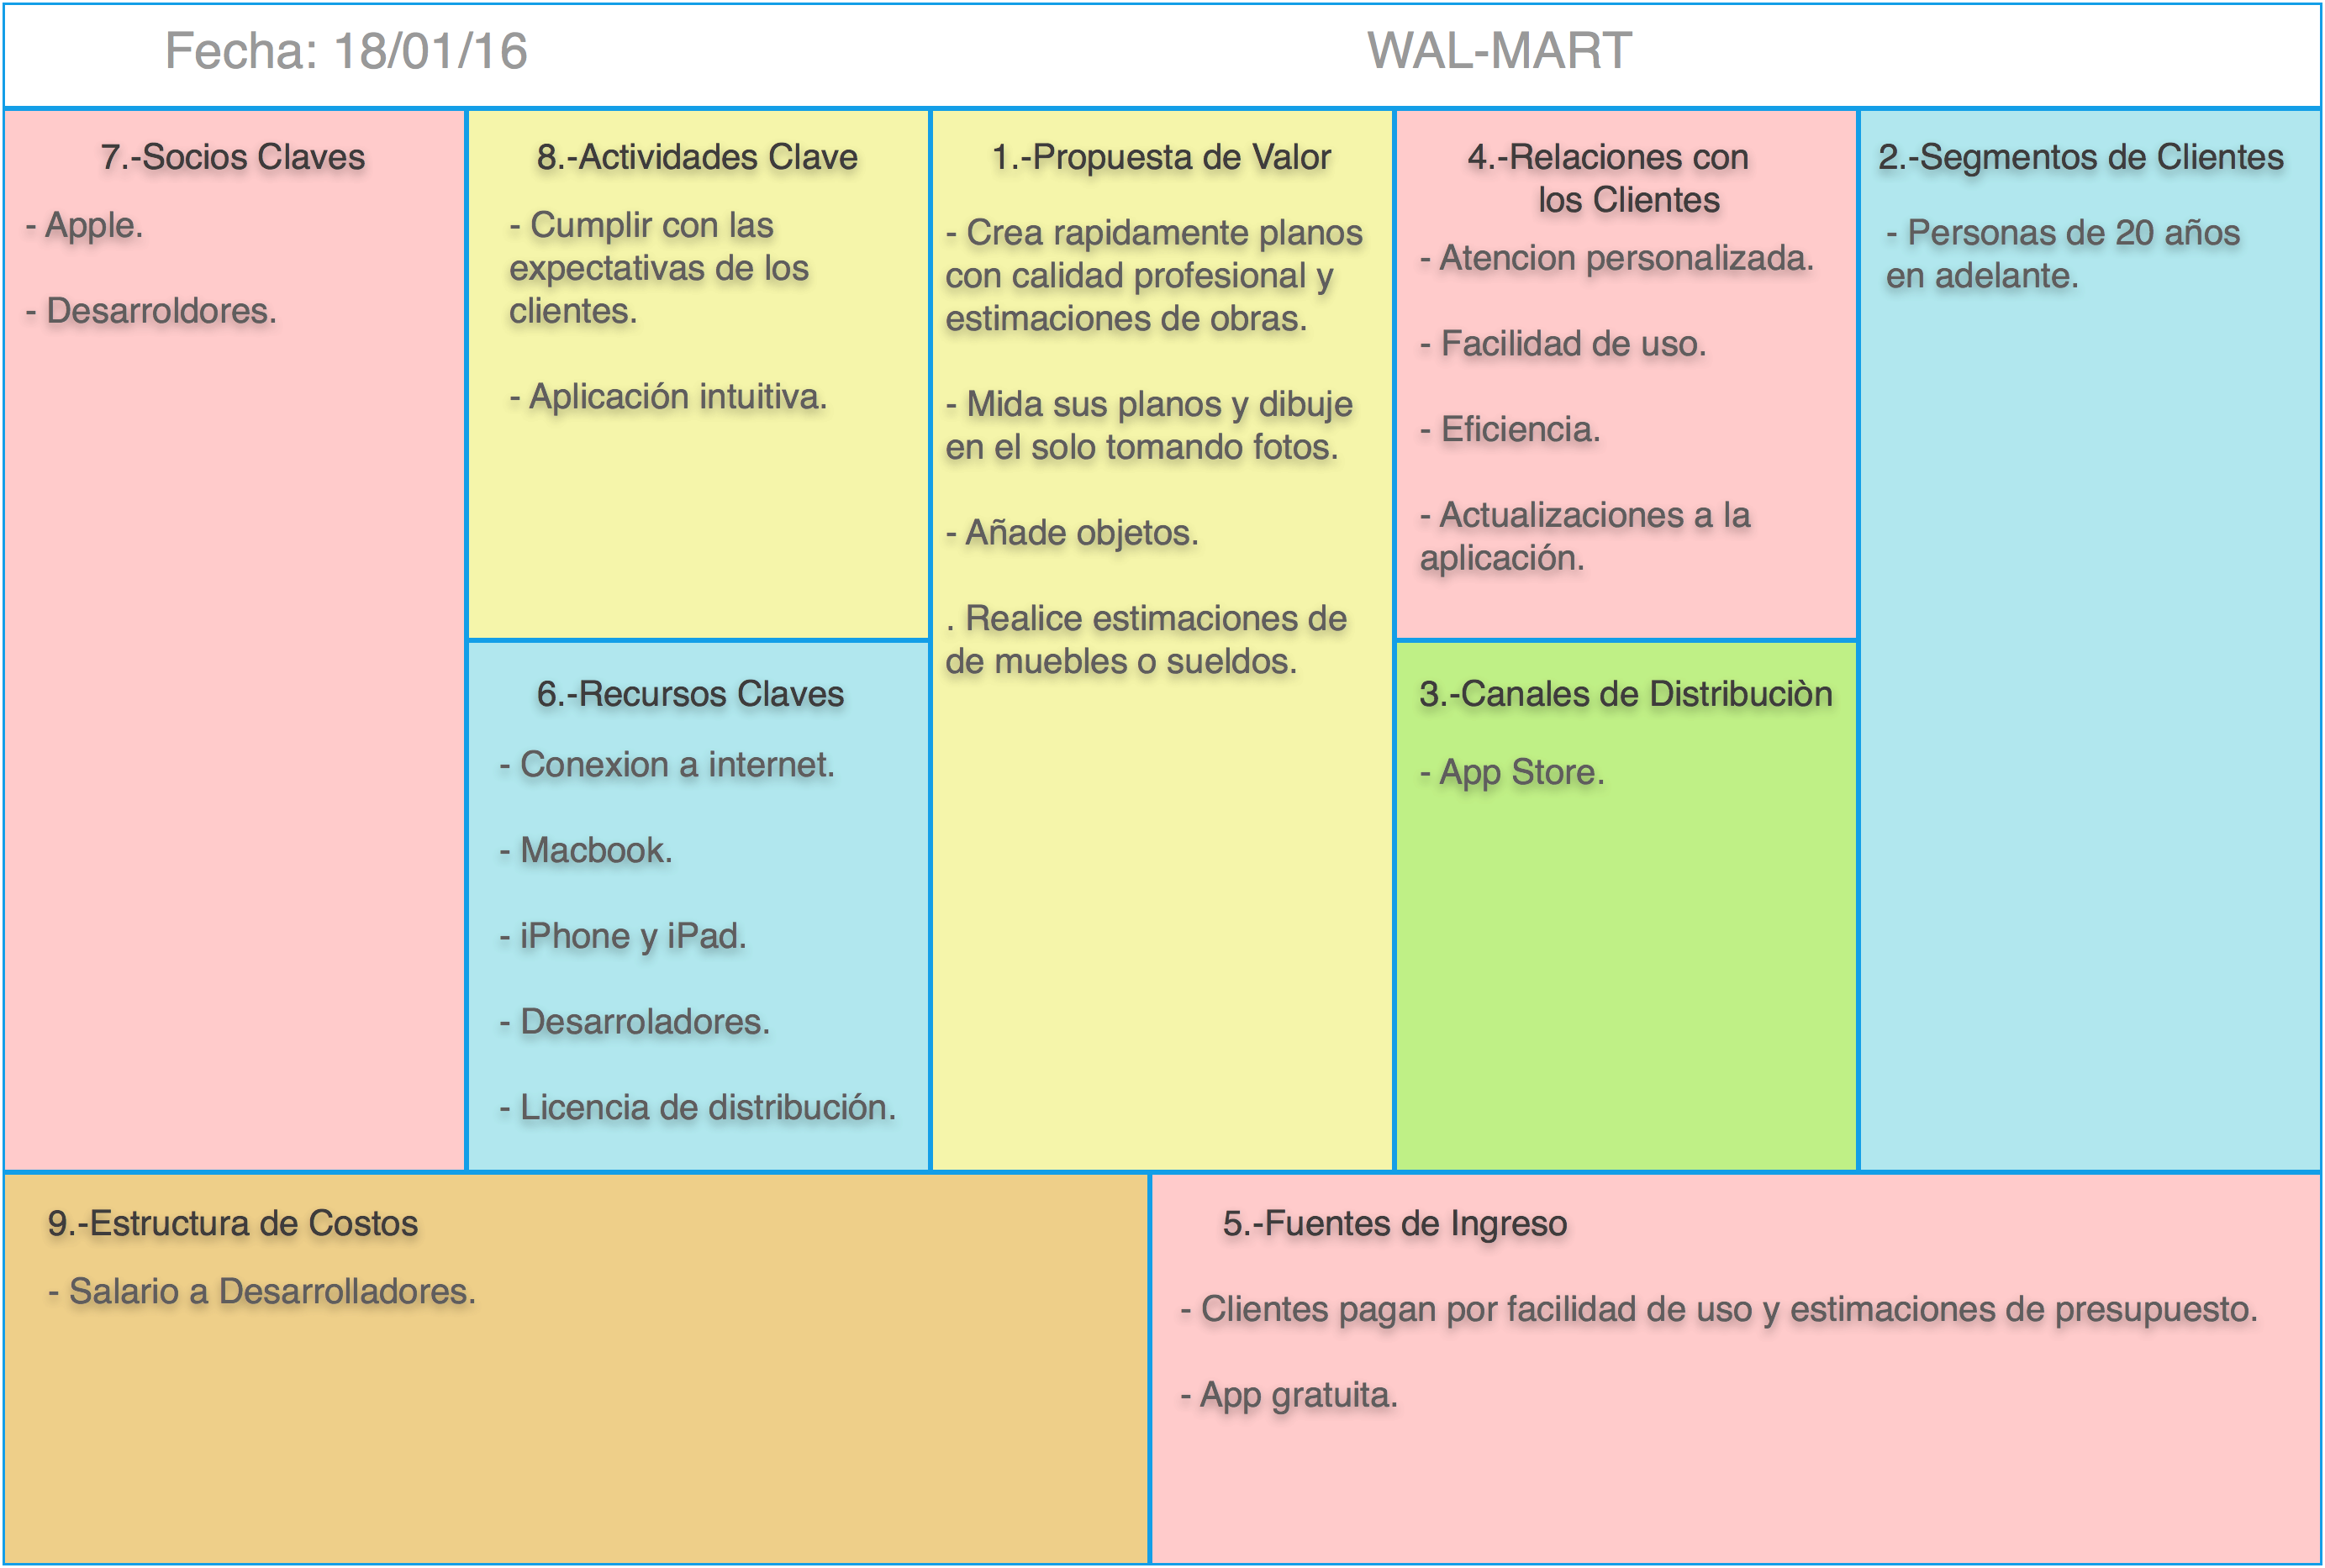 Fecha: 18/01/16
WAL-MART
7.-Socios Claves
- Apple.
- Desarroldores.
8.-Actividades Clave
- Cumplir con las
expectativas de los
clientes.
- Aplicación intuitiva.
6.-Recursos Claves
- Conexion a internet.
- Macbook.
- iPhone y iPad.
- Desarroladores.
- Licencia de distribución.
1.-Propuesta de Valor
- Crea rapidamente planos
con calidad profesional y
estimaciones de obras.
- Mida sus planos y dibuje
en el solo tomando fotos.
- Añade objetos.
. Realice estimaciones de
de muebles o sueldos.
4.-Relaciones con
los Clientes
- Atencion personalizada.
- Facilidad de uso.
- Eficiencia.
- Actualizaciones a la
aplicación.
3.-Canales de Distribuciòn
- App Store.
2.-Segmentos de Clientes
- Personas de 20 años
en adelante.
9.-Estructura de Costos
- Salario a Desarrolladores.
5.-Fuentes de Ingreso
- Clientes pagan por facilidad de uso y estimaciones de presupuesto.
- App gratuita.